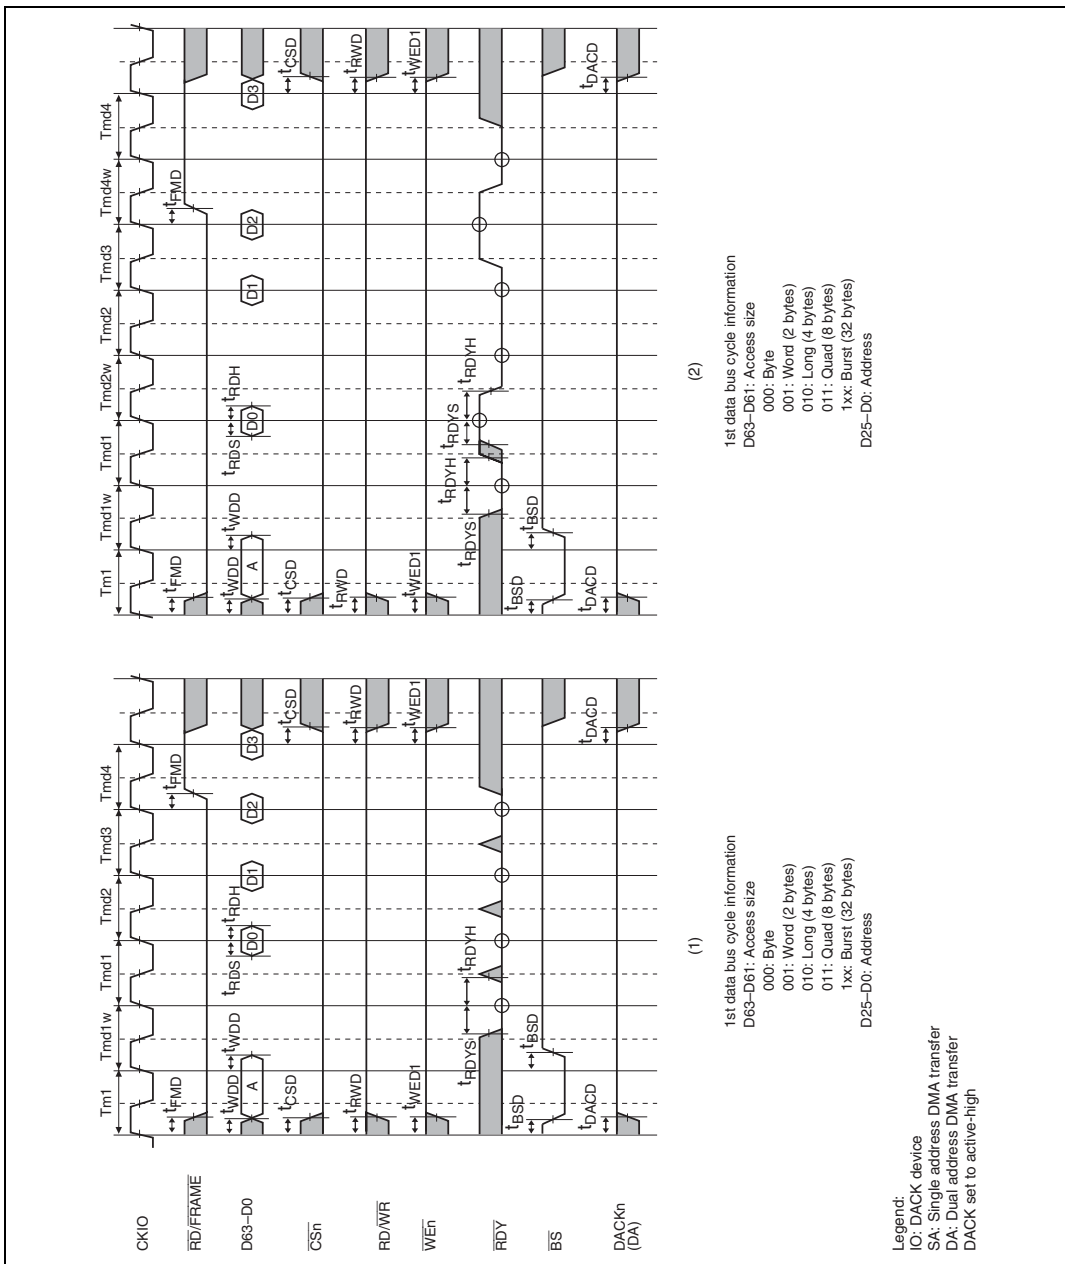 CKIO
RD/FRAME
D63–D0
CSn
RD/WR
WEn
RDY
BS
DACKn
(DA)
Tm1
Tmd1w
Tmd1
Tmd2
Tmd3
Tmd4
tFMD
tFMD
tWDD
tWDD
tRDS
tRDH
A
D0
D1
D2
D3
tCSD
tCSD
tRWD
tRWD
tWED1
tWED1
tRDYS
tRDYH
tBSD
tBSD
tDACD
tDACD
(1)
1st data bus cycle information
D63–D61: Access size
000: Byte
001: Word (2 bytes)
010: Long (4 bytes)
011: Quad (8 bytes)
1xx: Burst (32 bytes)
D25–D0: Address
Tm1
Tmd1w
Tmd1
Tmd2w
Tmd2
Tmd3
Tmd4w
Tmd4
tFMD
tFMD
tWDD
tWDD
tRDS
tRDH
A
D0
D1
D2
D3
tCSD
tCSD
tRWD
tRWD
tWED1
tWED1
tRDYS
tRDYH
tRDYS
tRDYH
tBSD
tBSD
tDACD
tDACD
(2)
1st data bus cycle information
D63–D61: Access size
000: Byte
001: Word (2 bytes)
010: Long (4 bytes)
011: Quad (8 bytes)
1xx: Burst (32 bytes)
D25–D0: Address
Legend:
IO: DACK device
SA: Single address DMA transfer
DA: Dual address DMA transfer
DACK set to active-high